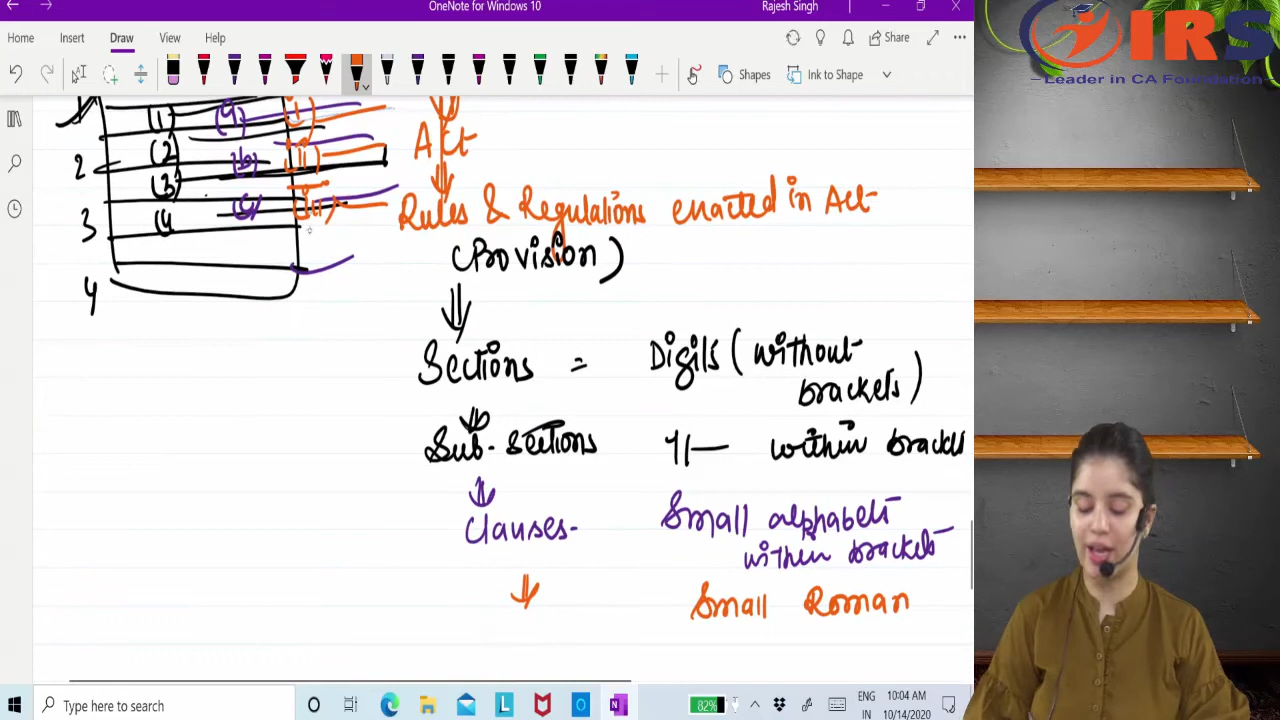 OneNote for Windows 10
Rajesh Singh
Home Insert Draw View Help
Share
Shapes
Ink to Shape
IRS
Leader in CA Foundation
1
(1) (a) (i)
2
(2) (b) (ii)
(3)
3
(4) (c) (iii)
4
Act
Rules & Regulations enacted in Act
(Provision)
Sections = Digits (without
brackets)
Sub-Sections —||— within brackets
Clauses- Small alphabets
within brackets
Small Roman
Type here to search
82%
ENG
IN
10:04 AM
10/14/2020